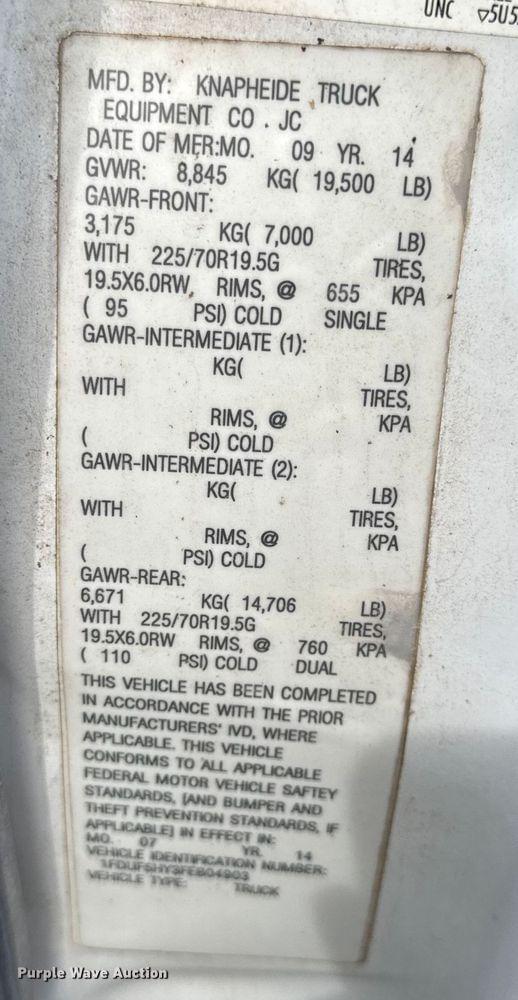 UNC ▽5U5
MFD. BY: KNAPHEIDE TRUCK
EQUIPMENT CO . JC
DATE OF MFR:MO. 09 YR. 14
GVWR: 8,845 KG( 19,500 LB)
GAWR-FRONT:
3,175 KG( 7,000 LB)
WITH 225/70R19.5G TIRES,
19.5X6.0RW RIMS, @ 655 KPA
( 95 PSI) COLD SINGLE
GAWR-INTERMEDIATE (1):
KG( LB)
WITH TIRES,
RIMS, @ KPA
( PSI) COLD
GAWR-INTERMEDIATE (2):
KG( LB)
WITH TIRES,
RIMS, @ KPA
( PSI) COLD
GAWR-REAR:
6,671 KG( 14,706 LB)
WITH 225/70R19.5G TIRES,
19.5X6.0RW RIMS, @ 760 KPA
( 110 PSI) COLD DUAL
THIS VEHICLE HAS BEEN COMPLETED
IN ACCORDANCE WITH THE PRIOR
MANUFACTURERS' IVD, WHERE
APPLICABLE. THIS VEHICLE
CONFORMS TO ALL APPLICABLE
FEDERAL MOTOR VEHICLE SAFTEY
STANDARDS, [AND BUMPER AND
THEFT PREVENTION STANDARDS, IF
APPLICABLE] IN EFFECT IN:
MO. 07 YR. 14
VEHICLE IDENTIFICATION NUMBER:
1FDUF5HY3FEB04903
VEHICLE TYPE: TRUCK
Purple Wave Auction